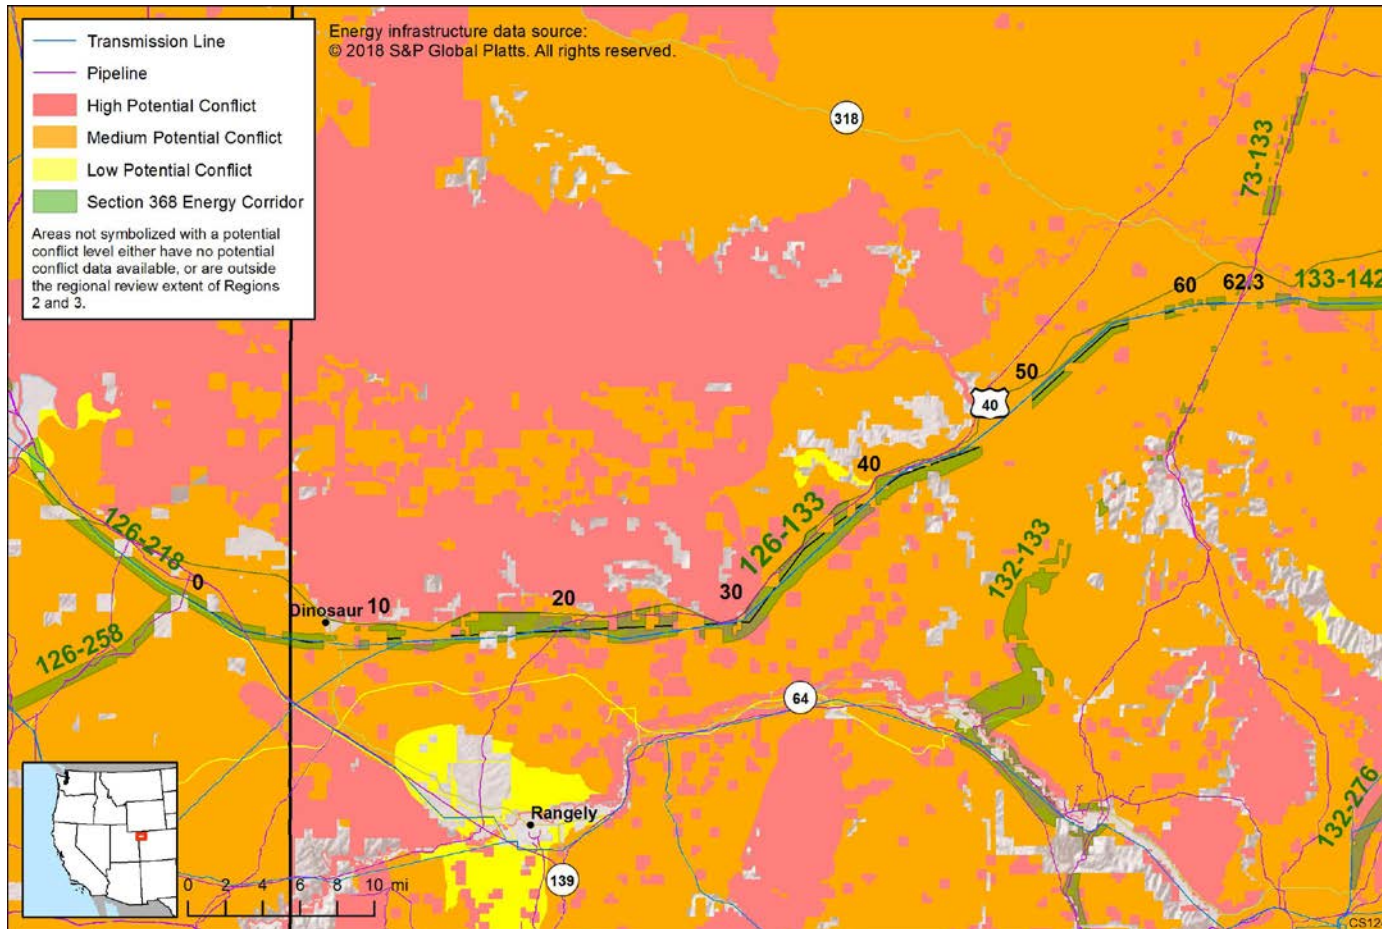 Transmission Line
Pipeline
High Potential Conflict
Medium Potential Conflict
Low Potential Conflict
Section 368 Energy Corridor
Areas not symbolized with a potential
conflict level either have no potential
conflict data available, or are outside
the regional review extent of Regions
2 and 3.
Energy infrastructure data source:
© 2018 S&P Global Platts. All rights reserved.
318
73-133
60
62.3
133-142
50
40
40
126-133
132-133
126-218
0
Dinosaur
10
20
30
126-258
64
Rangely
139
132-276
0 2 4 6 8 10 mi